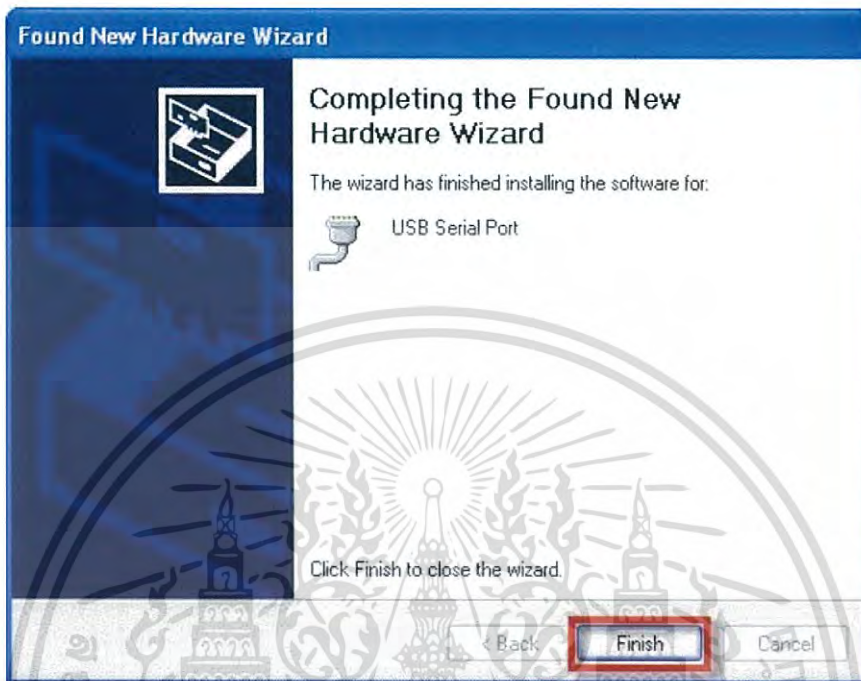 Found New Hardware Wizard
Completing the Found New
Hardware Wizard
The wizard has finished installing the software for:
USB Serial Port
Click Finish to close the wizard.
< Back
Finish
Cancel